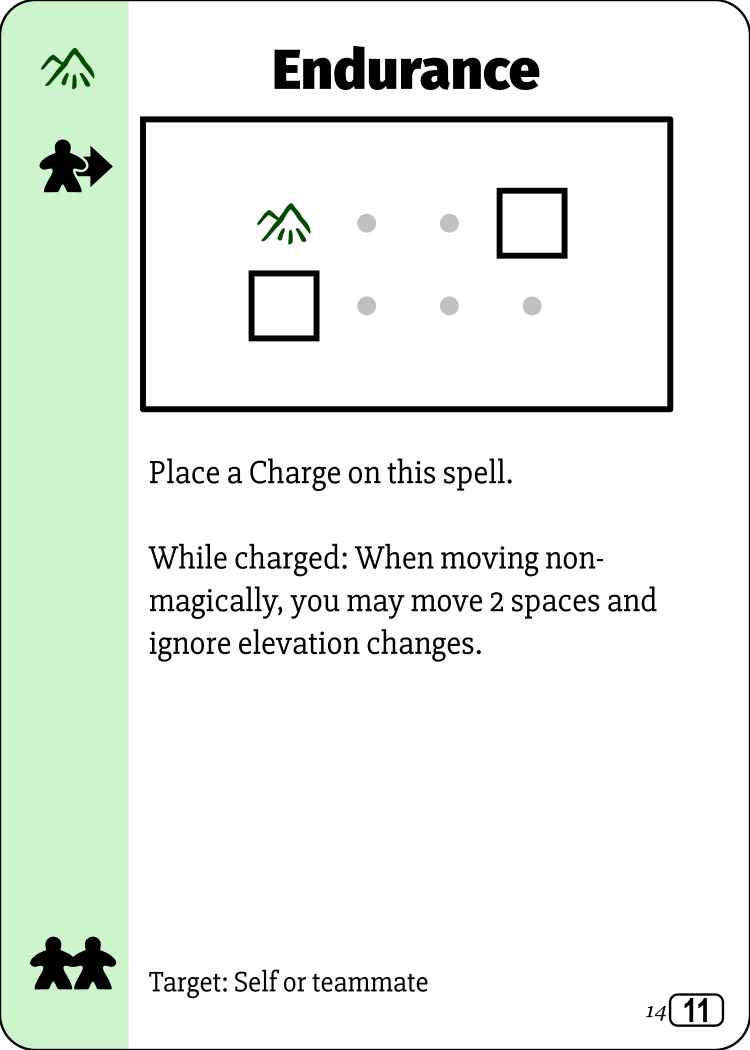 Endurance
Place a Charge on this spell.
While charged: When moving non-
magically, you may move 2 spaces and
ignore elevation changes.
Target: Self or teammate
14 11